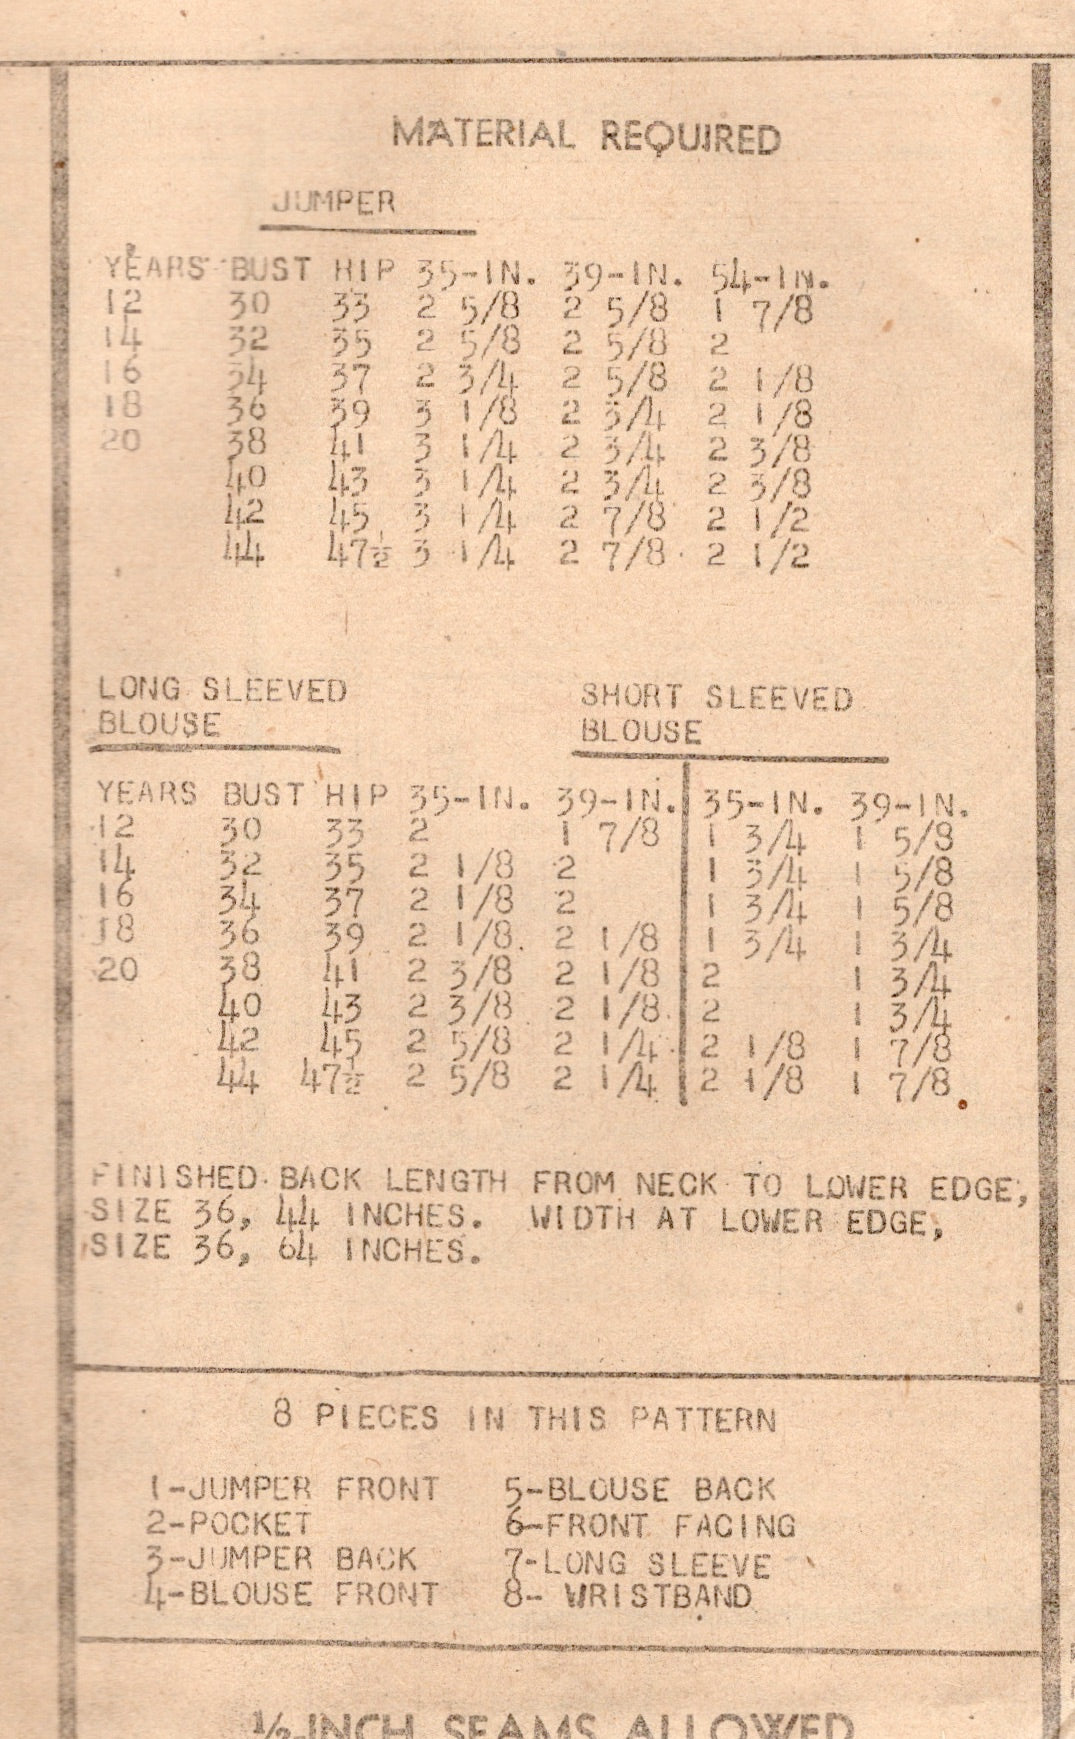 MATERIAL REQUIRED
JUMPER
YEARS BUST HIP 35-IN. 39-IN. 54-IN.
12 30 33 2 5/8 2 5/8 1 7/8
14 32 35 2 5/8 2 5/8 2
16 34 37 2 3/4 2 5/8 2 1/8
18 36 39 3 1/8 2 3/4 2 1/8
20 38 41 3 1/4 2 3/4 2 3/8
40 43 3 1/4 2 3/4 2 3/8
42 45 3 1/4 2 7/8 2 1/2
44 47½ 3 1/4 2 7/8 2 1/2
LONG SLEEVED
BLOUSE
SHORT SLEEVED
BLOUSE
YEARS BUST HIP 35-IN. 39-IN. 35-IN. 39-IN.
12 30 33 2 1 7/8 1 3/4 1 5/8
14 32 35 2 1/8 2 1 3/4 1 5/8
16 34 37 2 1/8 2 1 3/4 1 5/8
18 36 39 2 1/8 2 1/8 1 3/4 1 3/4
20 38 41 2 3/8 2 1/8 2 1 3/4
40 43 2 3/8 2 1/8 2 1 3/4
42 45 2 5/8 2 1/4 2 1/8 1 7/8
44 47½ 2 5/8 2 1/4 2 1/8 1 7/8
FINISHED BACK LENGTH FROM NECK TO LOWER EDGE,
SIZE 36, 44 INCHES. WIDTH AT LOWER EDGE,
SIZE 36, 64 INCHES.
8 PIECES IN THIS PATTERN
1-JUMPER FRONT 5-BLOUSE BACK
2-POCKET 6-FRONT FACING
3-JUMPER BACK 7-LONG SLEEVE
4-BLOUSE FRONT 8- WRISTBAND
½-INCH SEAMS ALLOWED